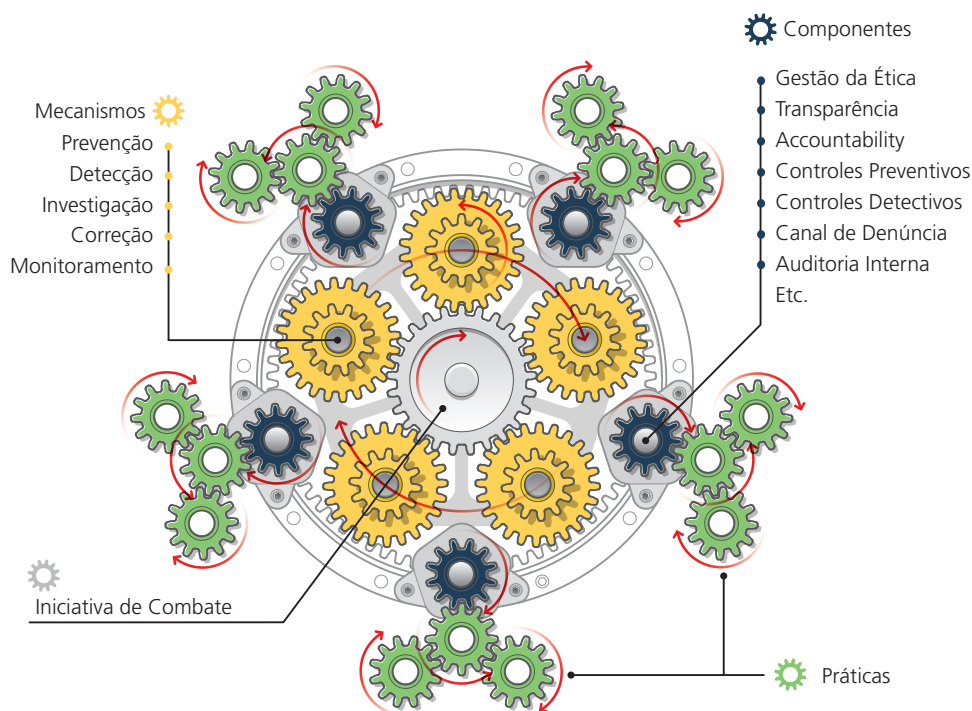 Componentes
Gestão da Ética
Transparência
Accountability
Controles Preventivos
Controles Detectivos
Canal de Denúncia
Auditoria Interna
Etc.
Mecanismos
Prevenção
Detecção
Investigação
Correção
Monitoramento
Iniciativa de Combate
Práticas